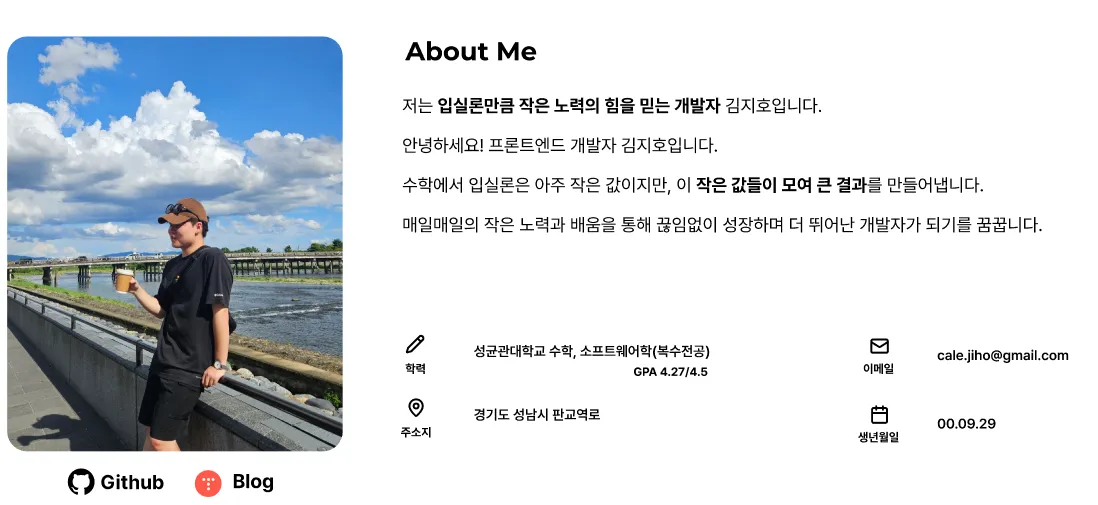 About Me
저는 입실론만큼 작은 노력의 힘을 믿는 개발자 김지호입니다.
안녕하세요! 프론트엔드 개발자 김지호입니다.
수학에서 입실론은 아주 작은 값이지만, 이 작은 값들이 모여 큰 결과를 만들어냅니다.
매일매일의 작은 노력과 배움을 통해 끊임없이 성장하며 더 뛰어난 개발자가 되기를 꿈꿉니다.
학력
성균관대학교 수학, 소프트웨어학(복수전공)
GPA 4.27/4.5
이메일
cale.jiho@gmail.com
주소지
경기도 성남시 판교역로
생년월일
00.09.29
Github
Blog